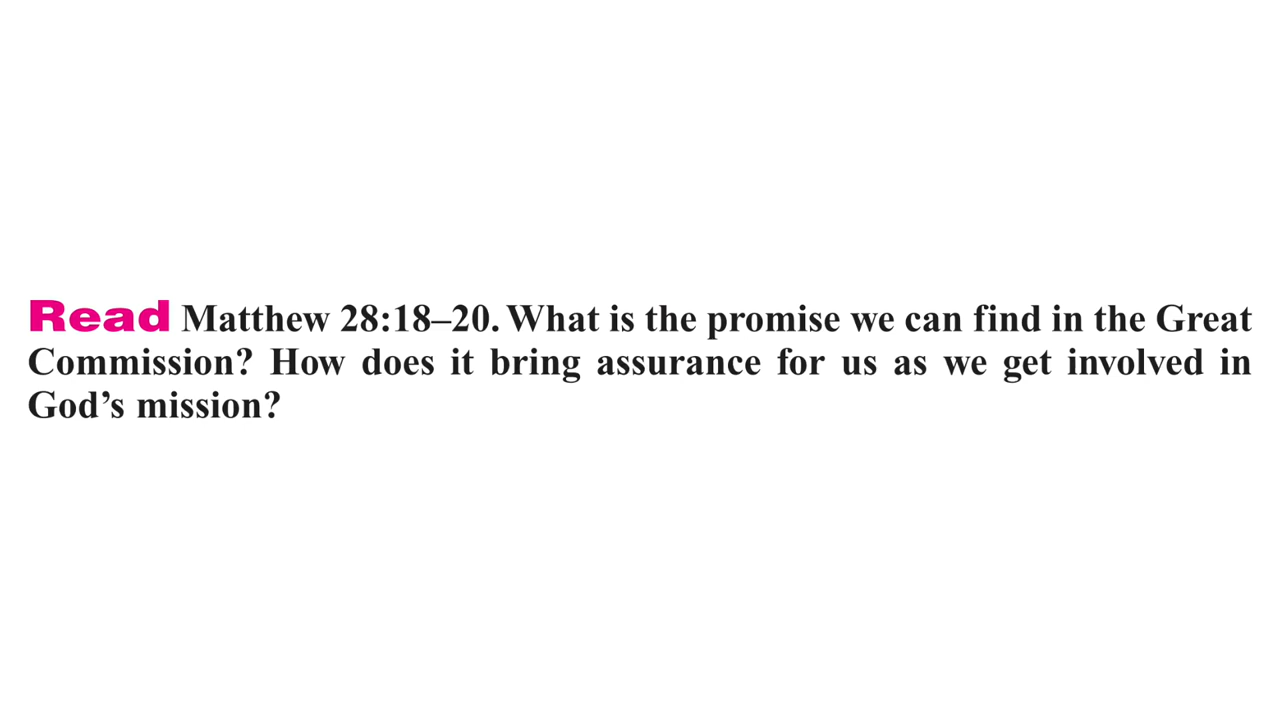 Read Matthew 28:18–20. What is the promise we can find in the Great
Commission? How does it bring assurance for us as we get involved in
God’s mission?